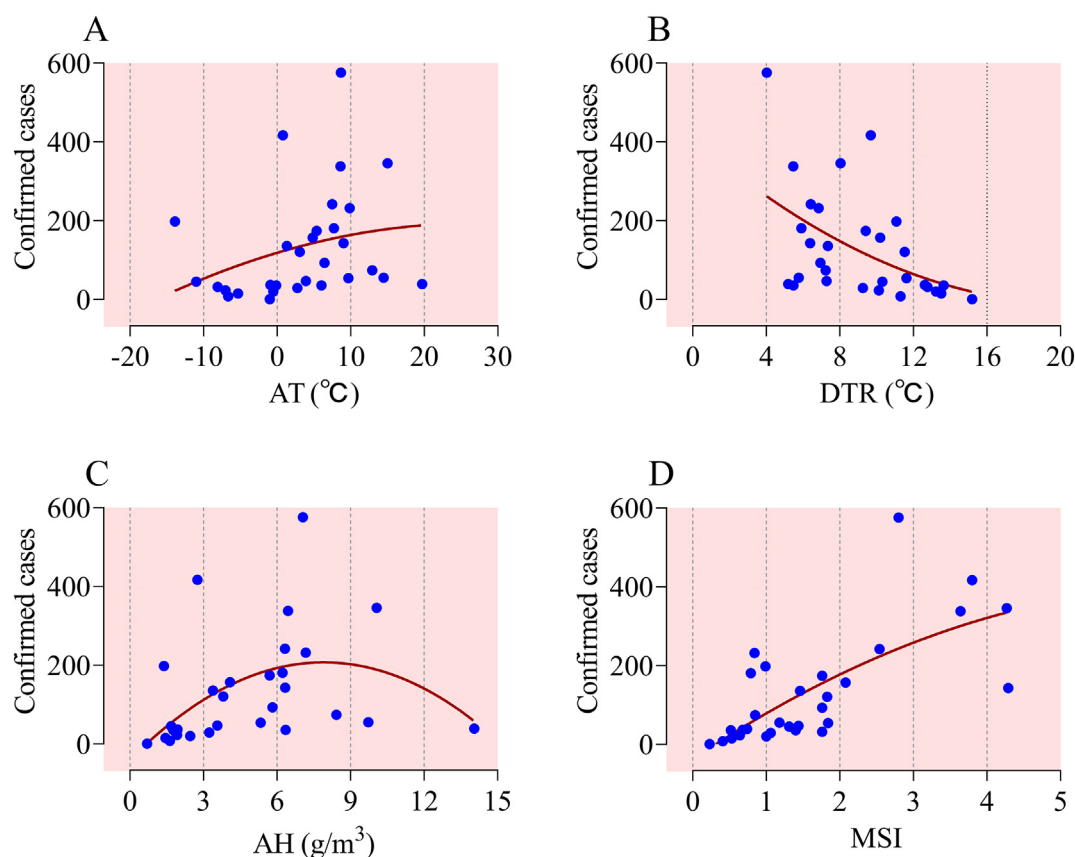 A
Confirmed cases
600
400
200
0
-20 -10 0 10 20 30
AT (℃)
B
Confirmed cases
600
400
200
0
0 4 8 12 16 20
DTR (℃)
C
Confirmed cases
600
400
200
0
0 3 6 9 12 15
AH (g/m³)
D
Confirmed cases
600
400
200
0
0 1 2 3 4 5
MSI